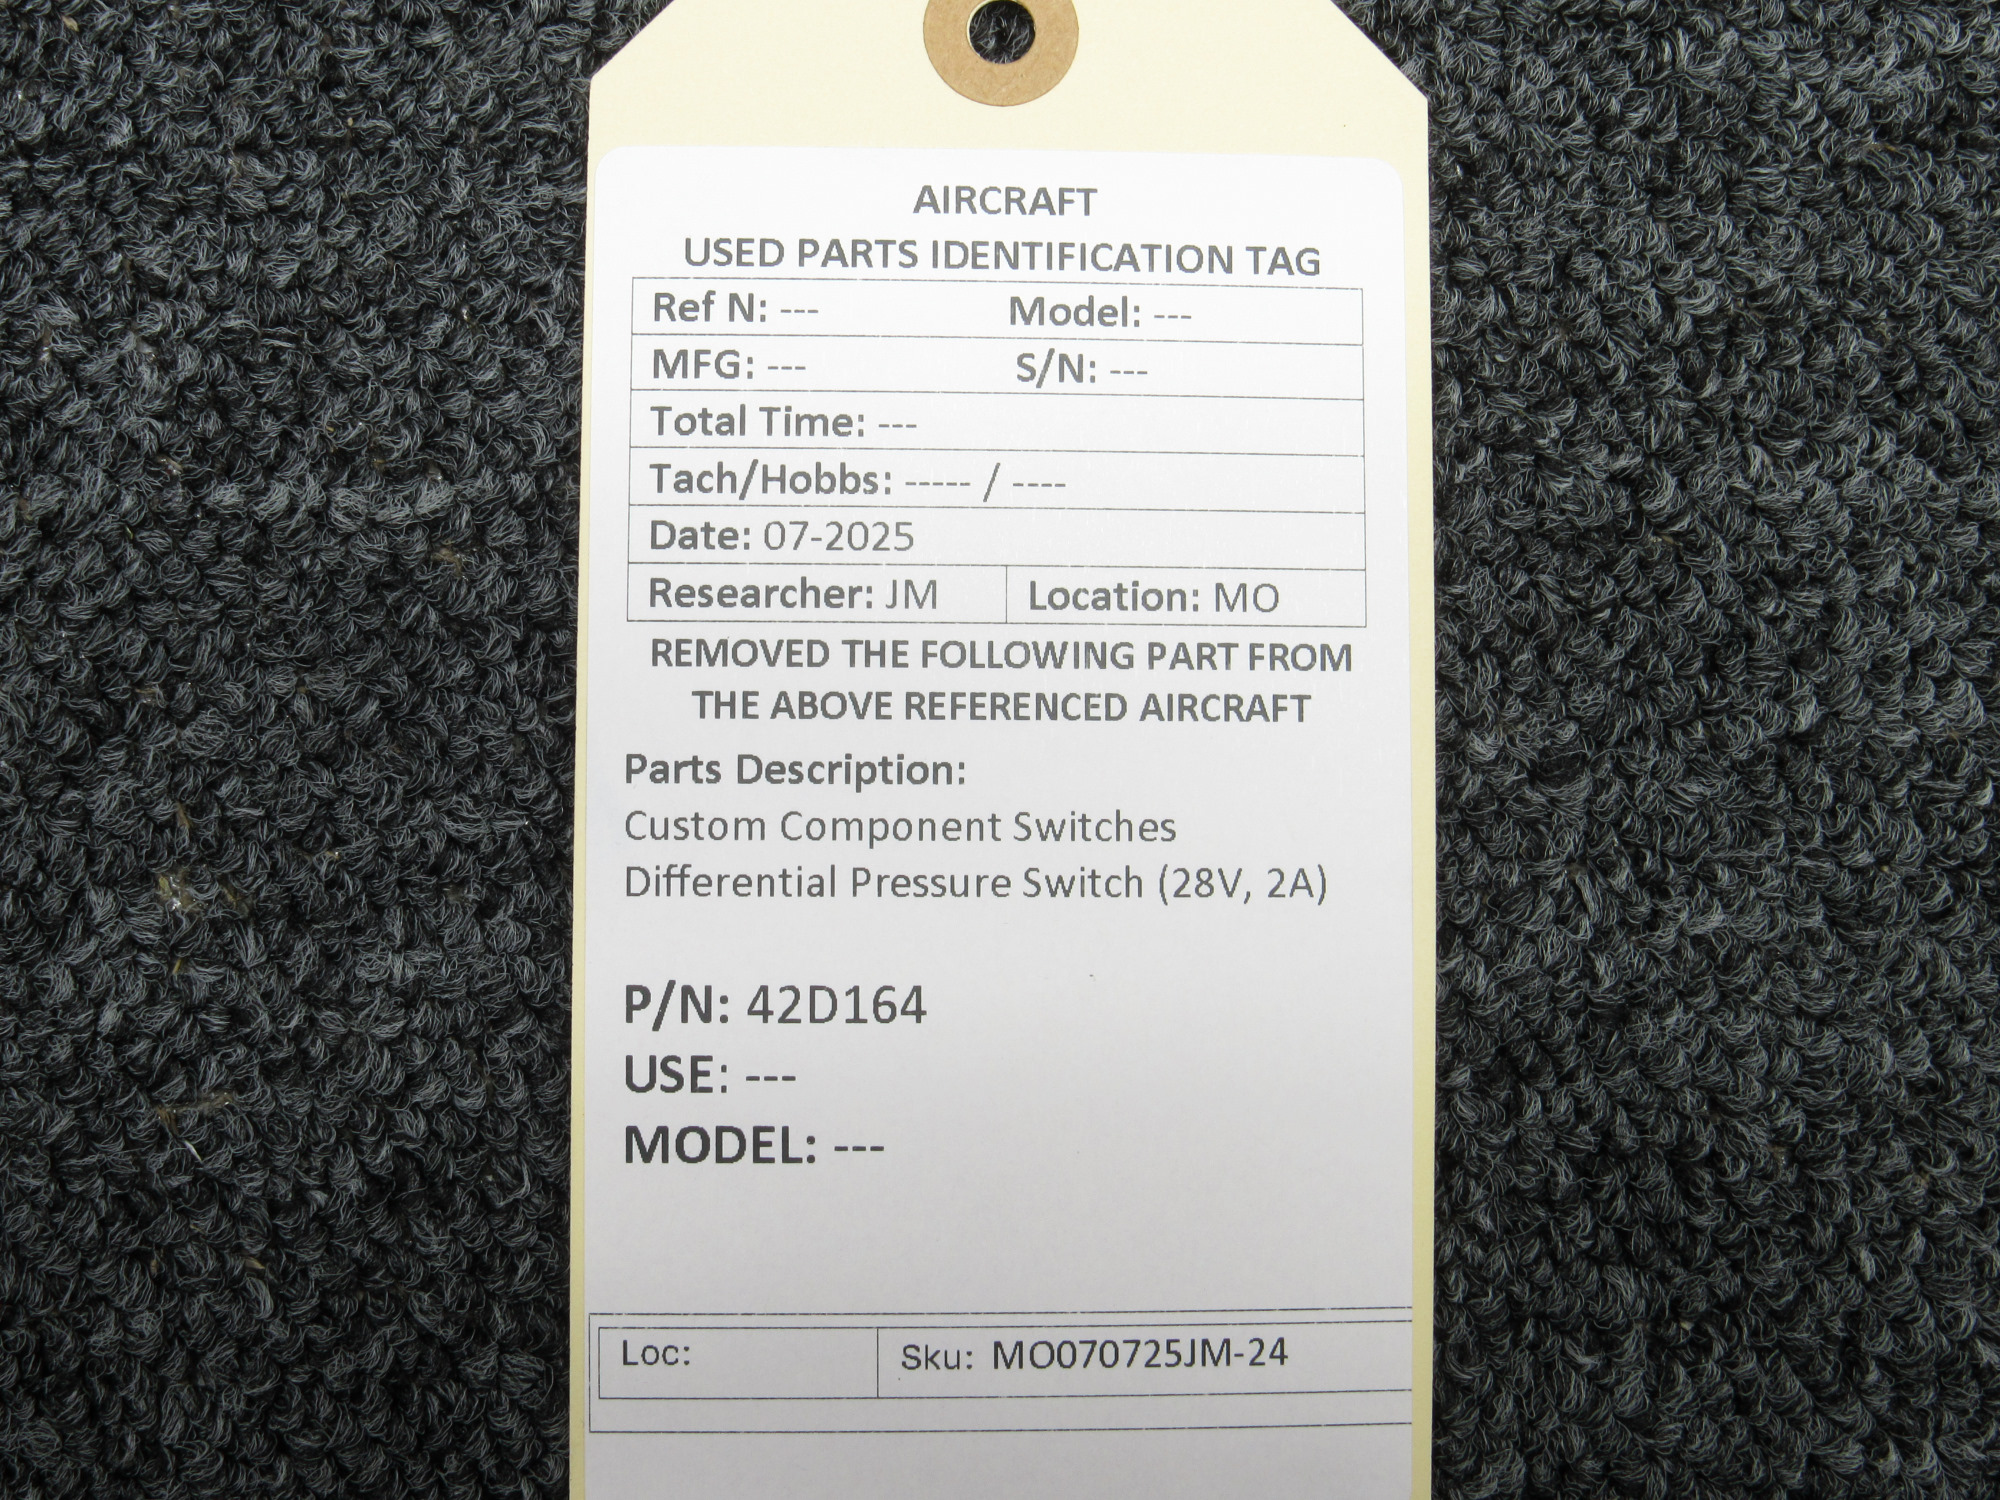 AIRCRAFT
USED PARTS IDENTIFICATION TAG
Ref N: --- Model: ---
MFG: --- S/N: ---
Total Time: ---
Tach/Hobbs: ----- / ----
Date: 07-2025
Researcher: JM Location: MO
REMOVED THE FOLLOWING PART FROM
THE ABOVE REFERENCED AIRCRAFT
Parts Description:
Custom Component Switches
Differential Pressure Switch (28V, 2A)
P/N: 42D164
USE: ---
MODEL: ---
Loc: Sku: MO070725JM-24